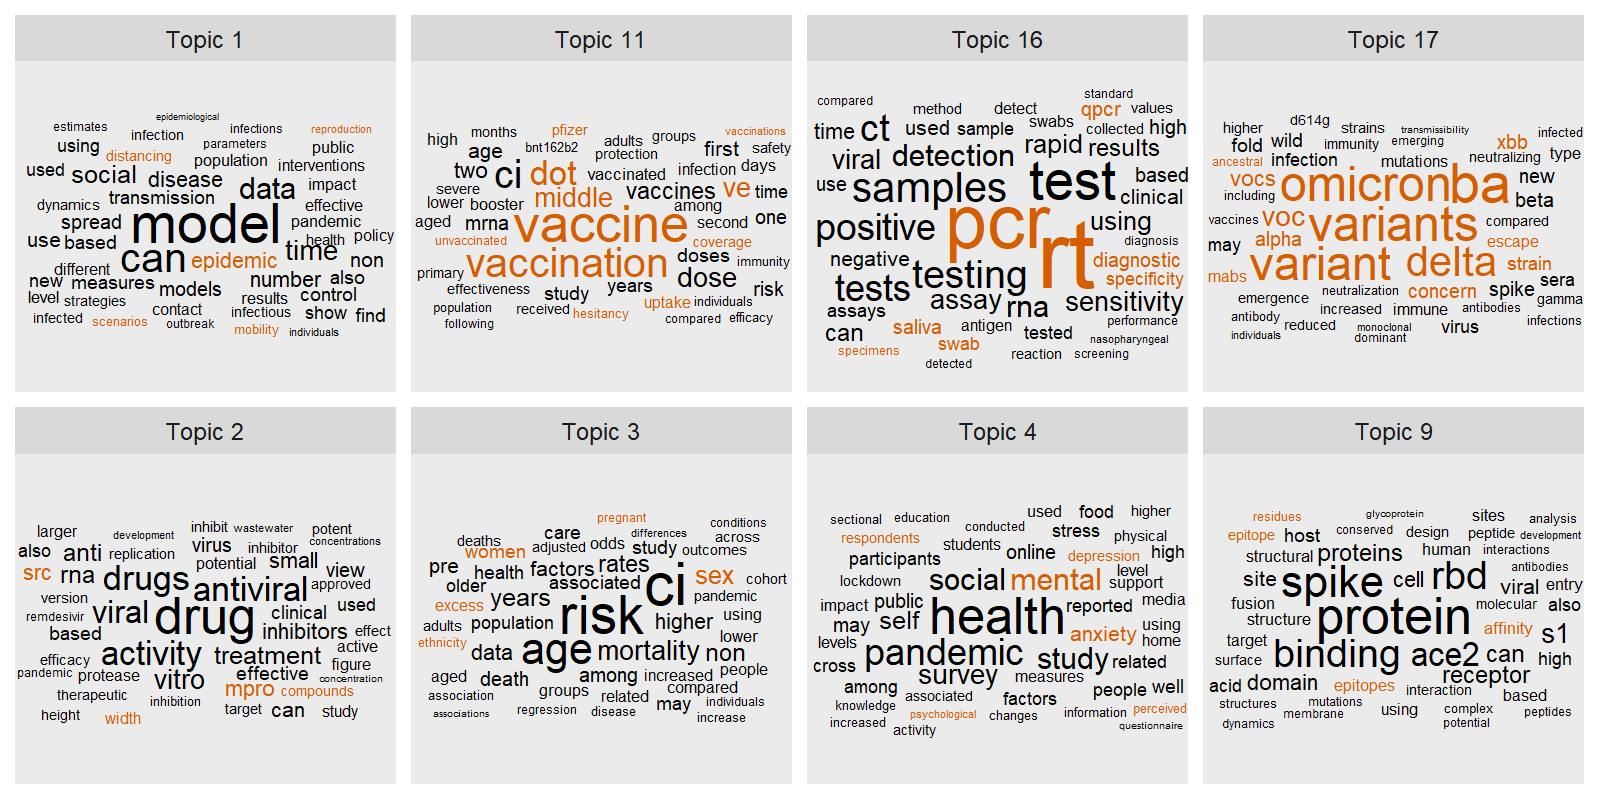 Topic 1
epidemiological
estimates infection infections reproduction
using distancing parameters public
used social disease population interventions
dynamics transmission data impact
spread model effective pandemic
use based can epidemic time health policy non
new different measures models number also
level strategies contact results control
infected scenarios outbreak infectious show find
mobility individuals
Topic 11
high months pfizer adults groups vaccinations
age bnt162b2 protection first safety
two ci dot vaccinated infection days
severe lower booster middle vaccines ve time
aged mrna vaccine among second one
unvaccinated vaccination coverage
primary effectiveness doses dose immunity
population study years risk
following received hesitancy uptake individuals
compared efficacy
Topic 16
compared method detect standard qpcr values
time ct used sample swabs collected high
viral detection rapid results
use samples test based clinical
positive pcr rt using
negative diagnosis diagnostic
tests testing specificity
assays assay rna sensitivity
can saliva antigen tested performance
specimens swab reaction screening nasopharyngeal
detected
Topic 17
higher d614g strains transmissibility xbb infected
fold wild immunity emerging neutralizing type
ancestral including infection mutations
vocs omicron ba new beta
vaccines voc variants compared
may alpha escape
mabs variant delta strain
emergence neutralization concern spike sera
antibody increased immune antibodies gamma
individuals reduced monoclonal dominant virus infections
Topic 2
larger development inhibit wastewater potent
also anti replication virus inhibitor concentrations
src rna drugs potential small view
version antiviral approved
remdesivir viral drug clinical used
based inhibitors effect
efficacy activity treatment active
pandemic protease vitro effective figure
therapeutic inhibition mpro compounds concentration
height width target can study
Topic 3
deaths care pregnant differences conditions
women adjusted odds study outcomes across
pre health factors rates
older associated ci sex cohort
excess years risk pandemic
adults population higher using
ethnicity data age mortality non lower
aged death among increased people
association groups related may compared individuals
associations regression disease increase
Topic 4
sectional education used food higher
respondents students conducted stress physical
participants online depression high
lockdown social mental level support
impact public health reported media
may self anxiety using
levels pandemic study home
cross survey measures related
among associated factors people well
knowledge psychological changes information perceived
increased activity questionnaire
Topic 9
residues glycoprotein sites analysis
epitope host conserved design peptide development
structural proteins human interactions
site spike cell rbd antibodies
fusion viral entry
structure protein molecular also
target affinity s1
surface binding ace2 can high
acid domain receptor
structures epitopes interaction based
dynamics mutations membrane using complex potential peptides